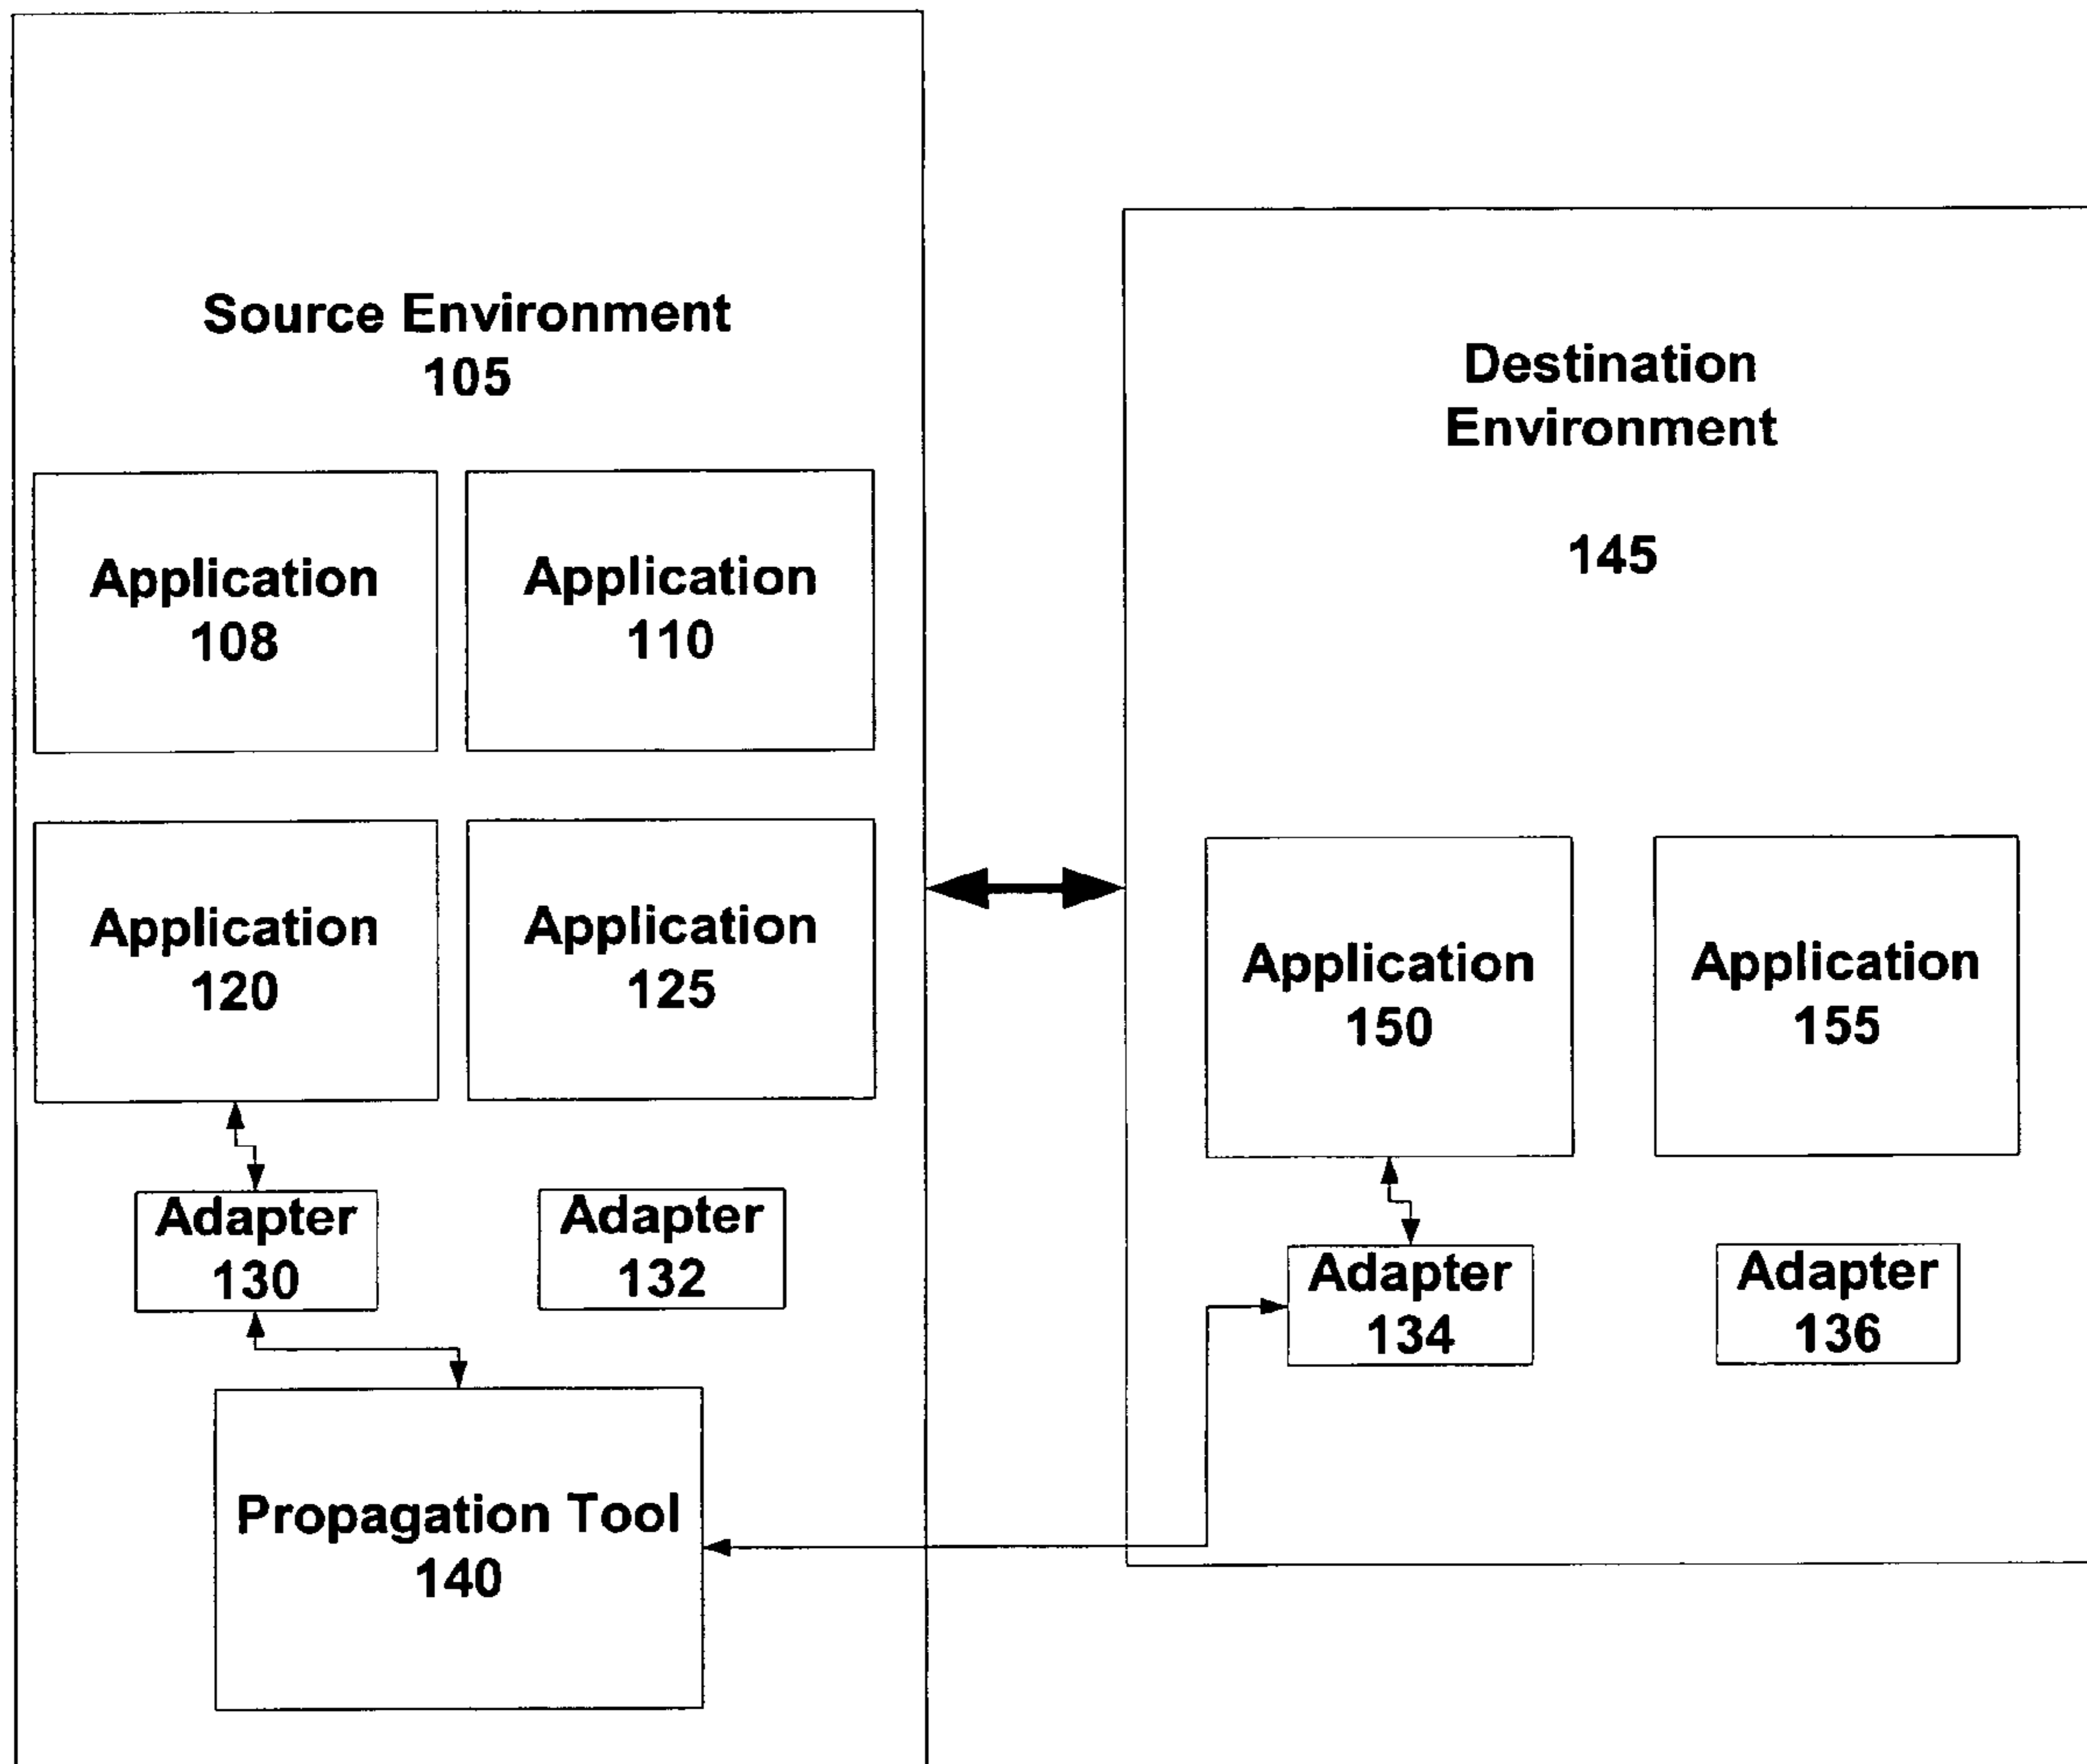 Source Environment
105
Application
108
Application
110
Application
120
Application
125
Adapter
130
Adapter
132
Propagation Tool
140
Destination
Environment
145
Application
150
Application
155
Adapter
134
Adapter
136